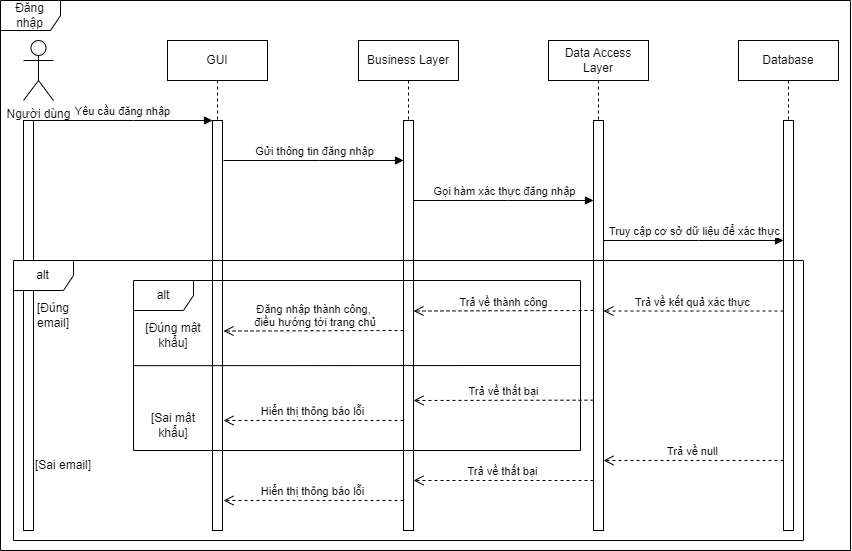 Đăng
nhập
Người dùng
GUI
Business Layer
Data Access
Layer
Database
Yêu cầu đăng nhập
Gửi thông tin đăng nhập
Gọi hàm xác thực đăng nhập
Truy cập cơ sở dữ liệu để xác thực
alt
[Đúng
email]
alt
[Đúng mật
khẩu]
Đăng nhập thành công,
điều hướng tới trang chủ
Trả về thành công
Trả về kết quả xác thực
Trả về thất bại
[Sai mật
khẩu]
Hiển thị thông báo lỗi
Trả về null
[Sai email]
Trả về thất bại
Hiển thị thông báo lỗi